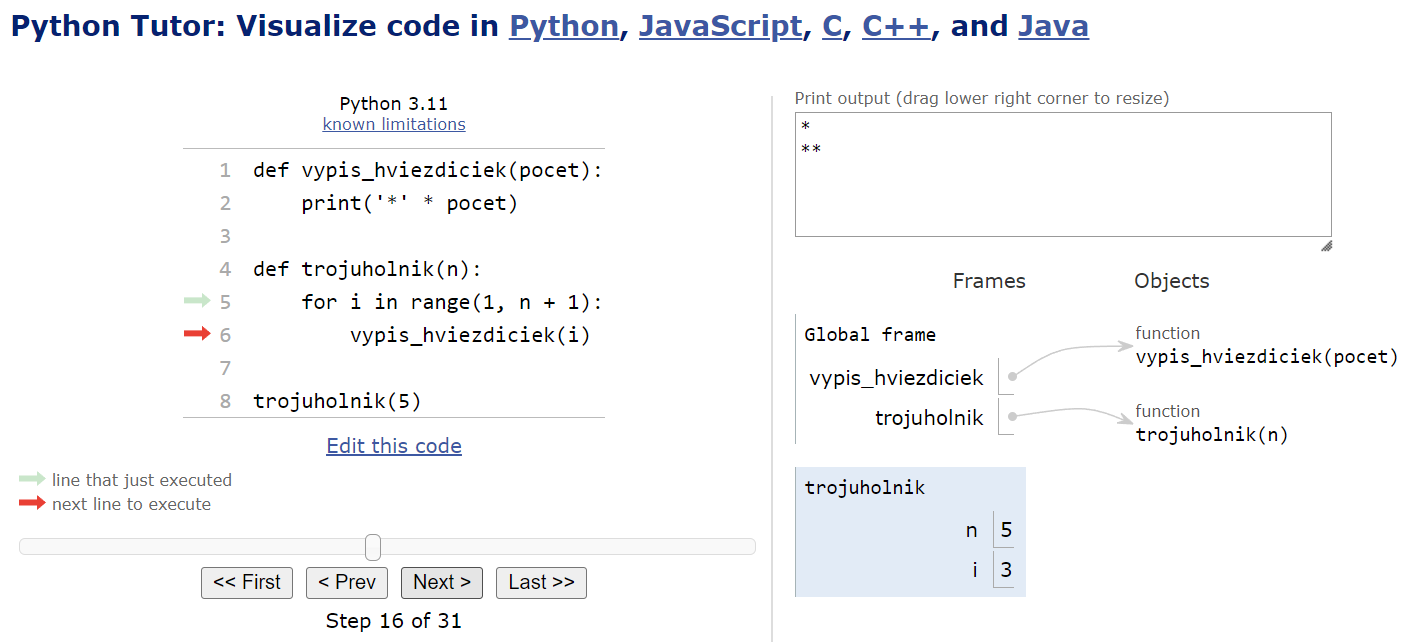 Python Tutor: Visualize code in Python, JavaScript, C, C++, and Java
Python 3.11
known limitations
1 def vypis_hviezdiciek(pocet):
2     print('*' * pocet)
3
4 def trojuholnik(n):
5     for i in range(1, n + 1):
6         vypis_hviezdiciek(i)
7
8 trojuholnik(5)
Edit this code
line that just executed
next line to execute
<< First < Prev Next > Last >>
Step 16 of 31
Print output (drag lower right corner to resize)
*
**
Frames Objects
Global frame
vypis_hviezdiciek
trojuholnik
function
vypis_hviezdiciek(pocet)
function
trojuholnik(n)
trojuholnik
n 5
i 3